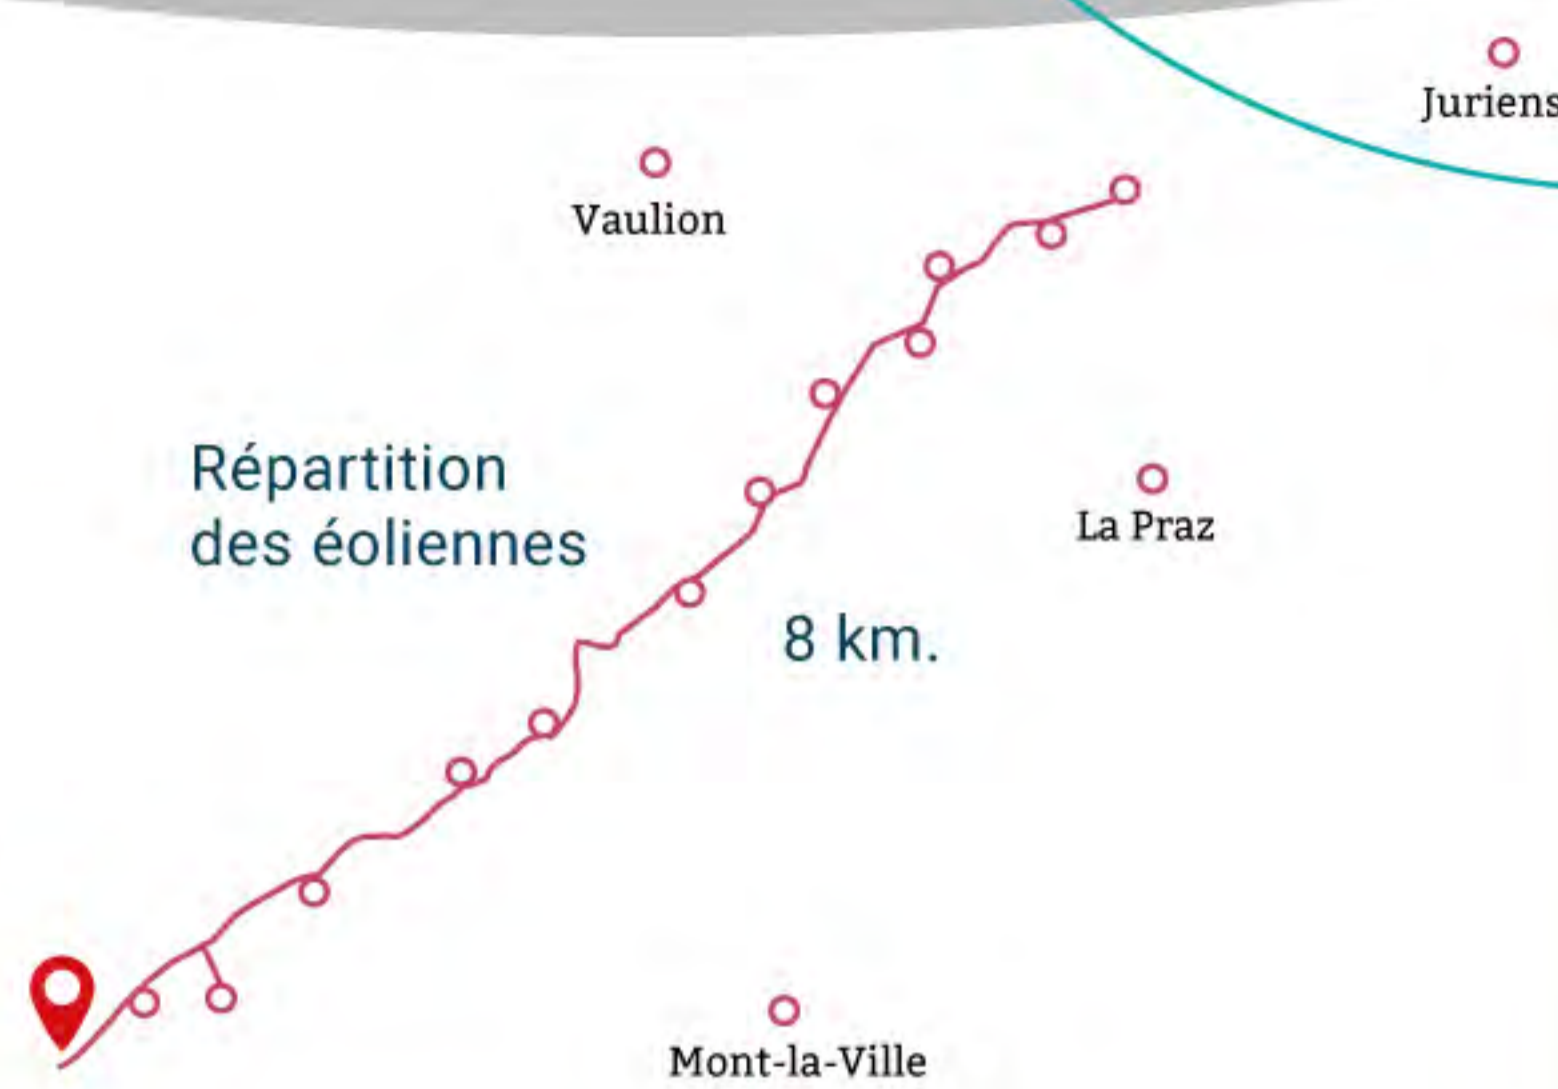 Juriens
Vaulion
Répartition
des éoliennes
La Praz
8 km.
Mont-la-Ville